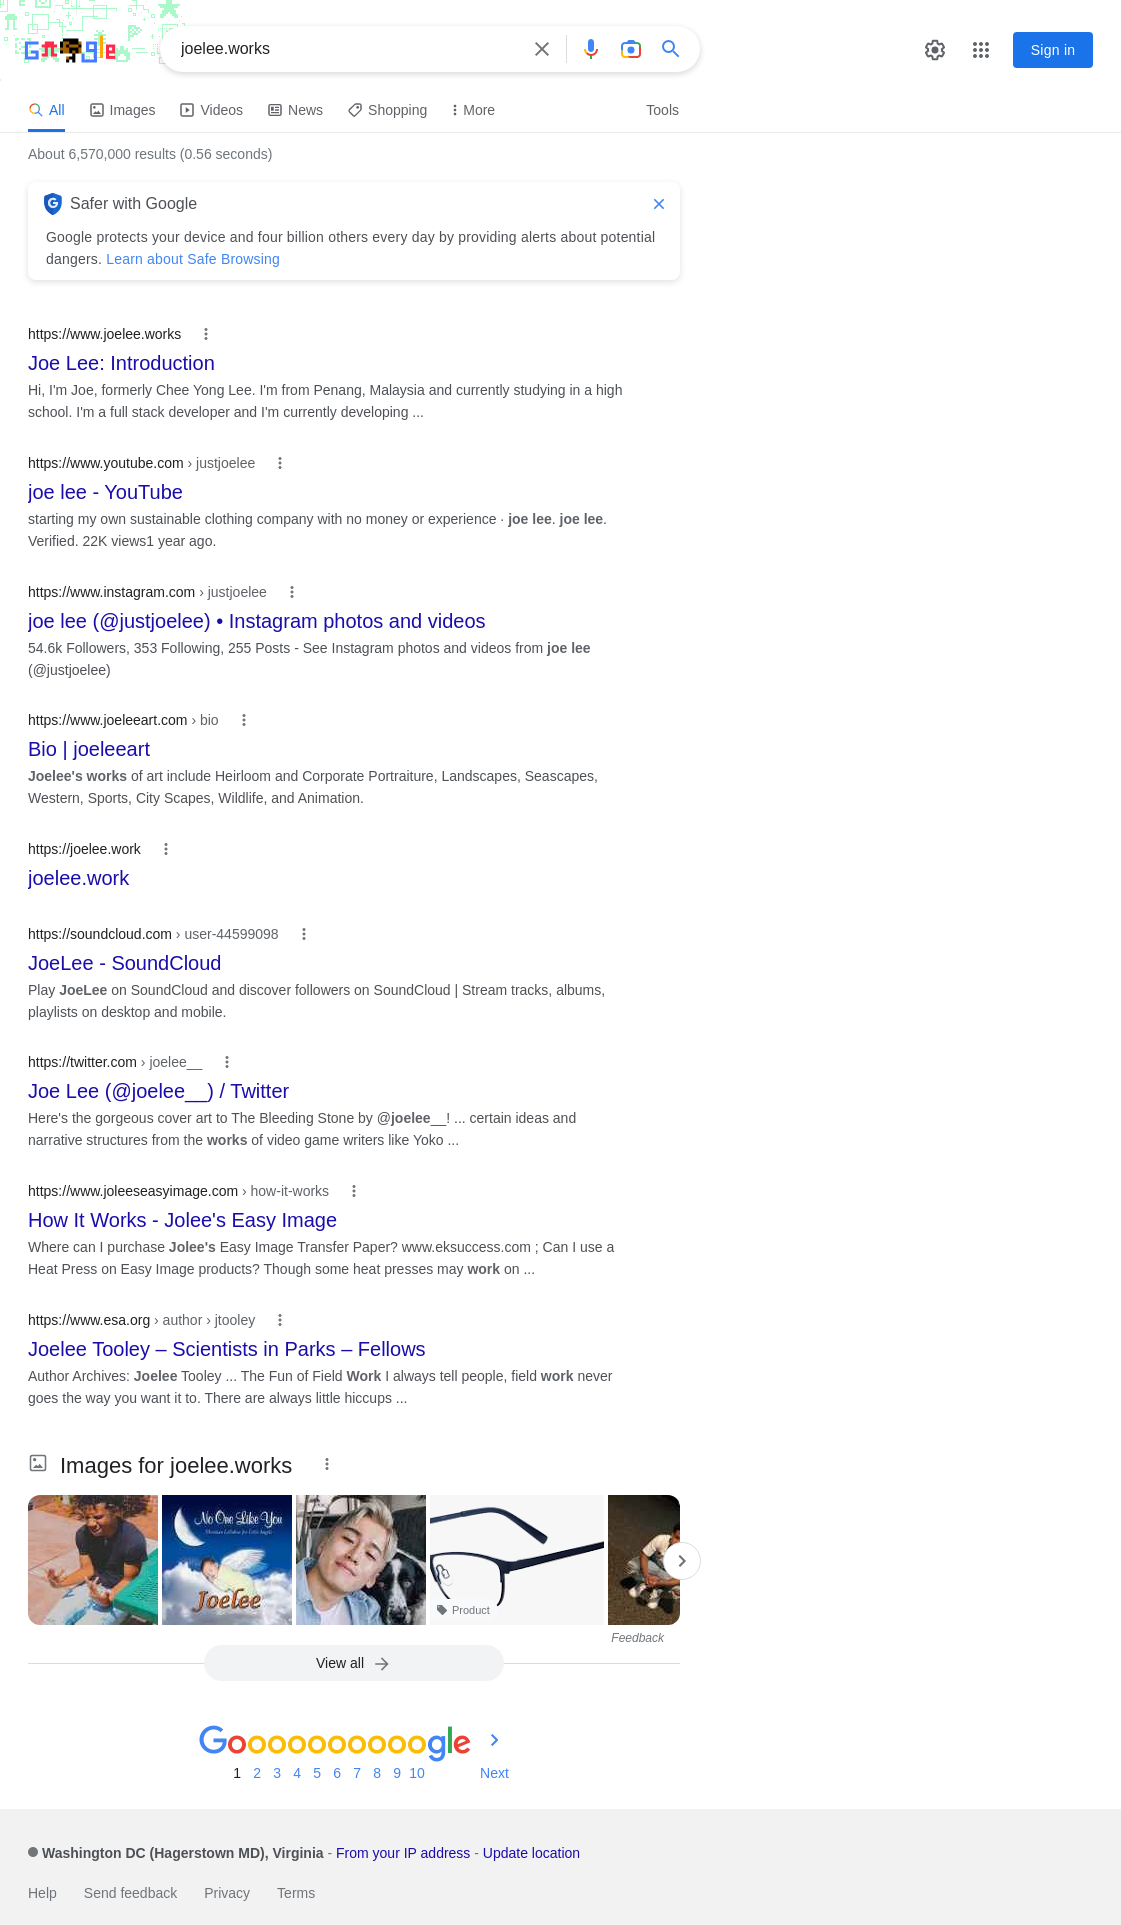 Google
joelee.works
Sign in
All
Images
Videos
News
Shopping
More
Tools
About 6,570,000 results (0.56 seconds)
Safer with Google
Google protects your device and four billion others every day by providing alerts about potential
dangers. Learn about Safe Browsing
https://www.joelee.works
Joe Lee: Introduction
Hi, I'm Joe, formerly Chee Yong Lee. I'm from Penang, Malaysia and currently studying in a high
school. I'm a full stack developer and I'm currently developing ...
https://www.youtube.com › justjoelee
joe lee - YouTube
starting my own sustainable clothing company with no money or experience · joe lee. joe lee.
Verified. 22K views1 year ago.
https://www.instagram.com › justjoelee
joe lee (@justjoelee) • Instagram photos and videos
54.6k Followers, 353 Following, 255 Posts - See Instagram photos and videos from joe lee
(@justjoelee)
https://www.joeleeart.com › bio
Bio | joeleeart
Joelee's works of art include Heirloom and Corporate Portraiture, Landscapes, Seascapes,
Western, Sports, City Scapes, Wildlife, and Animation.
https://joelee.work
joelee.work
https://soundcloud.com › user-44599098
JoeLee - SoundCloud
Play JoeLee on SoundCloud and discover followers on SoundCloud | Stream tracks, albums,
playlists on desktop and mobile.
https://twitter.com › joelee__
Joe Lee (@joelee__) / Twitter
Here's the gorgeous cover art to The Bleeding Stone by @joelee__! ... certain ideas and
narrative structures from the works of video game writers like Yoko ...
https://www.joleeseasyimage.com › how-it-works
How It Works - Jolee's Easy Image
Where can I purchase Jolee's Easy Image Transfer Paper? www.eksuccess.com ; Can I use a
Heat Press on Easy Image products? Though some heat presses may work on ...
https://www.esa.org › author › jtooley
Joelee Tooley – Scientists in Parks – Fellows
Author Archives: Joelee Tooley ... The Fun of Field Work I always tell people, field work never
goes the way you want it to. There are always little hiccups ...
Images for joelee.works
No One Like You
Christian Lullabies for Little Angels
Joelee
Product
Feedback
View all
Goooooooooogle
1 2 3 4 5 6 7 8 9 10 Next
Washington DC (Hagerstown MD), Virginia - From your IP address - Update location
Help
Send feedback
Privacy
Terms